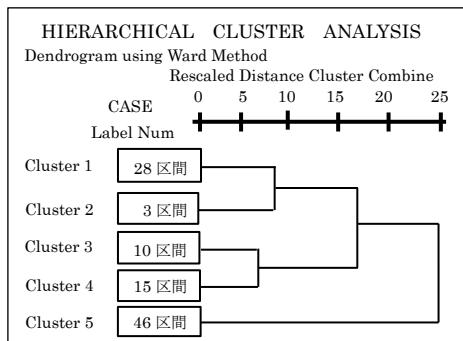 HIERARCHICAL CLUSTER ANALYSIS
Dendrogram using Ward Method
Rescaled Distance Cluster Combine
CASE 0 5 10 15 20 25
Label Num
Cluster 1 28 区間
Cluster 2 3 区間
Cluster 3 10 区間
Cluster 4 15 区間
Cluster 5 46 区間